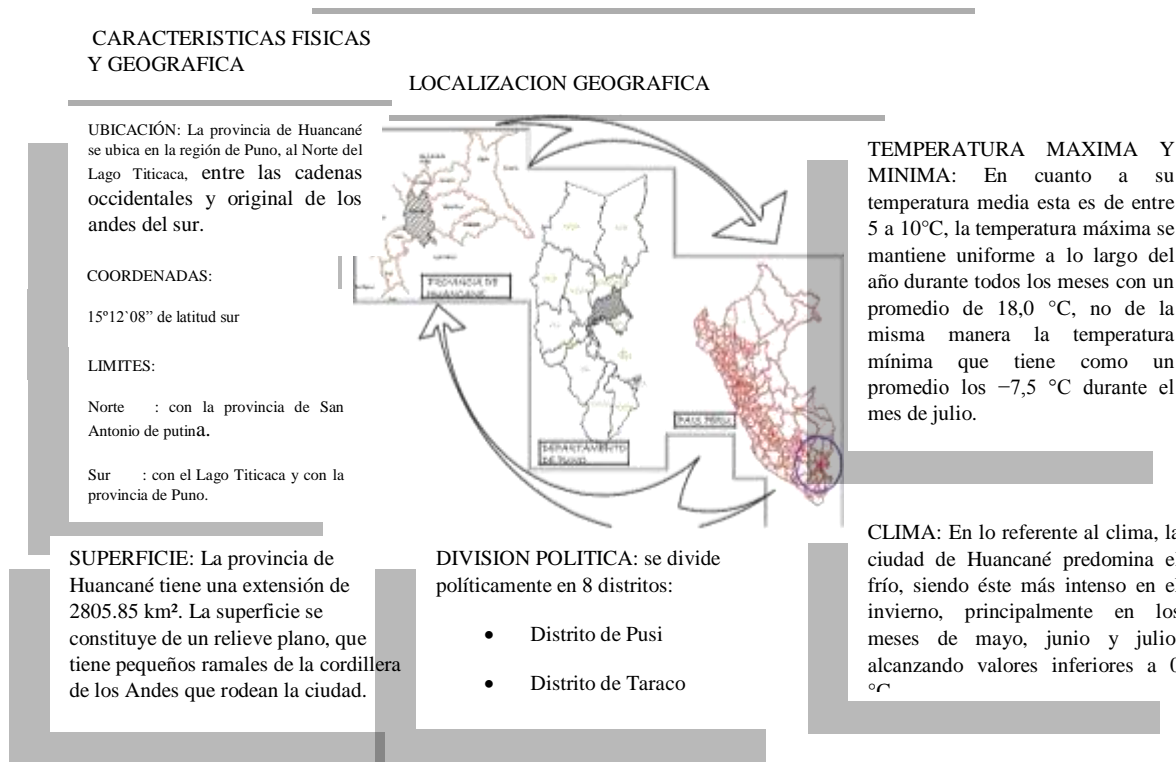 CARACTERISTICAS FISICAS
Y GEOGRAFICA
LOCALIZACION GEOGRAFICA
UBICACIÓN: La provincia de Huancané
se ubica en la región de Puno, al Norte del
Lago Titicaca, entre las cadenas
occidentales y original de los
andes del sur.
COORDENADAS:
15º12`08” de latitud sur
LIMITES:
Norte : con la provincia de San
Antonio de putina.
Sur : con el Lago Titicaca y con la
provincia de Puno.
PROVINCIA DE
HUANCANE
DEPARTAMENTO
DE PUNO
PAIS PERU
TEMPERATURA MAXIMA Y
MINIMA: En cuanto a su
temperatura media esta es de entre
5 a 10°C, la temperatura máxima se
mantiene uniforme a lo largo del
año durante todos los meses con un
promedio de 18,0 °C, no de la
misma manera la temperatura
mínima que tiene como un
promedio los −7,5 °C durante el
mes de julio.
SUPERFICIE: La provincia de
Huancané tiene una extensión de
2805.85 km². La superficie se
constituye de un relieve plano, que
tiene pequeños ramales de la cordillera
de los Andes que rodean la ciudad.
DIVISION POLITICA: se divide
políticamente en 8 distritos:
• Distrito de Pusi
• Distrito de Taraco
CLIMA: En lo referente al clima, la
ciudad de Huancané predomina el
frío, siendo éste más intenso en el
invierno, principalmente en los
meses de mayo, junio y julio
alcanzando valores inferiores a 0
°C